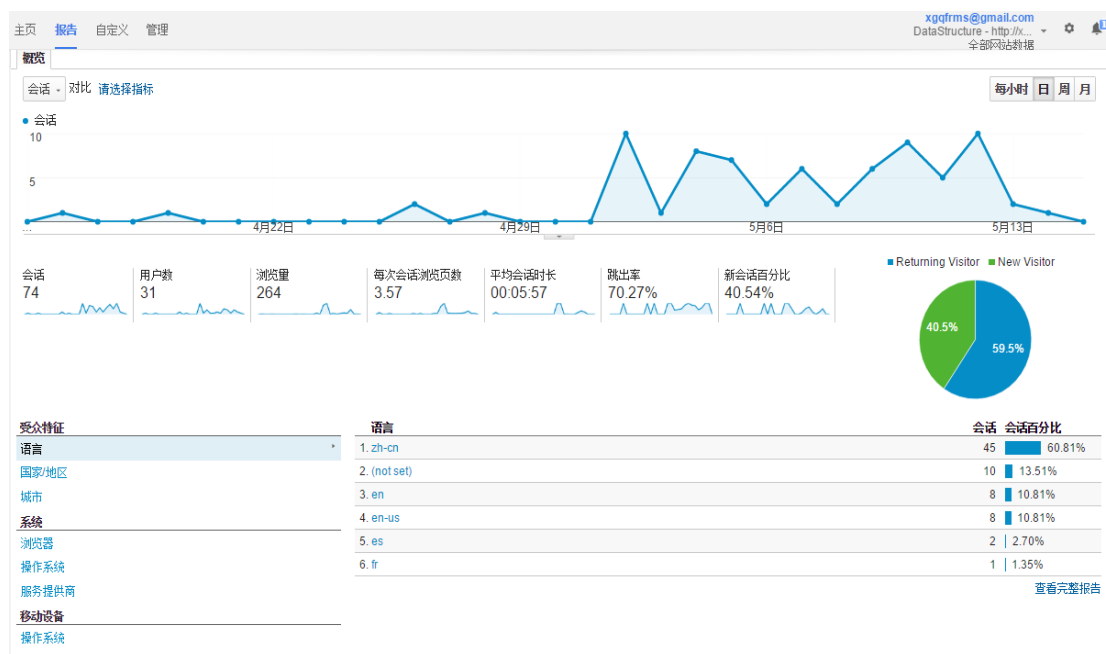 主页 报告 自定义 管理
xgqfrms@gmail.com
DataStructure - http://x...
全部网站数据
概览
会话 对比 请选择指标
每小时 日 周 月
会话
10
5
... 4月22日 4月29日 5月6日 5月13日
会话 用户数 浏览量 每次会话浏览页数 平均会话时长 跳出率 新会话百分比
74 31 264 3.57 00:05:57 70.27% 40.54%
Returning Visitor New Visitor
40.5%
59.5%
受众特征
语言
国家/地区
城市
系统
浏览器
操作系统
服务提供商
移动设备
操作系统
语言 会话 会话百分比
1. zh-cn 45 60.81%
2. (not set) 10 13.51%
3. en 8 10.81%
4. en-us 8 10.81%
5. es 2 2.70%
6. fr 1 1.35%
查看完整报告